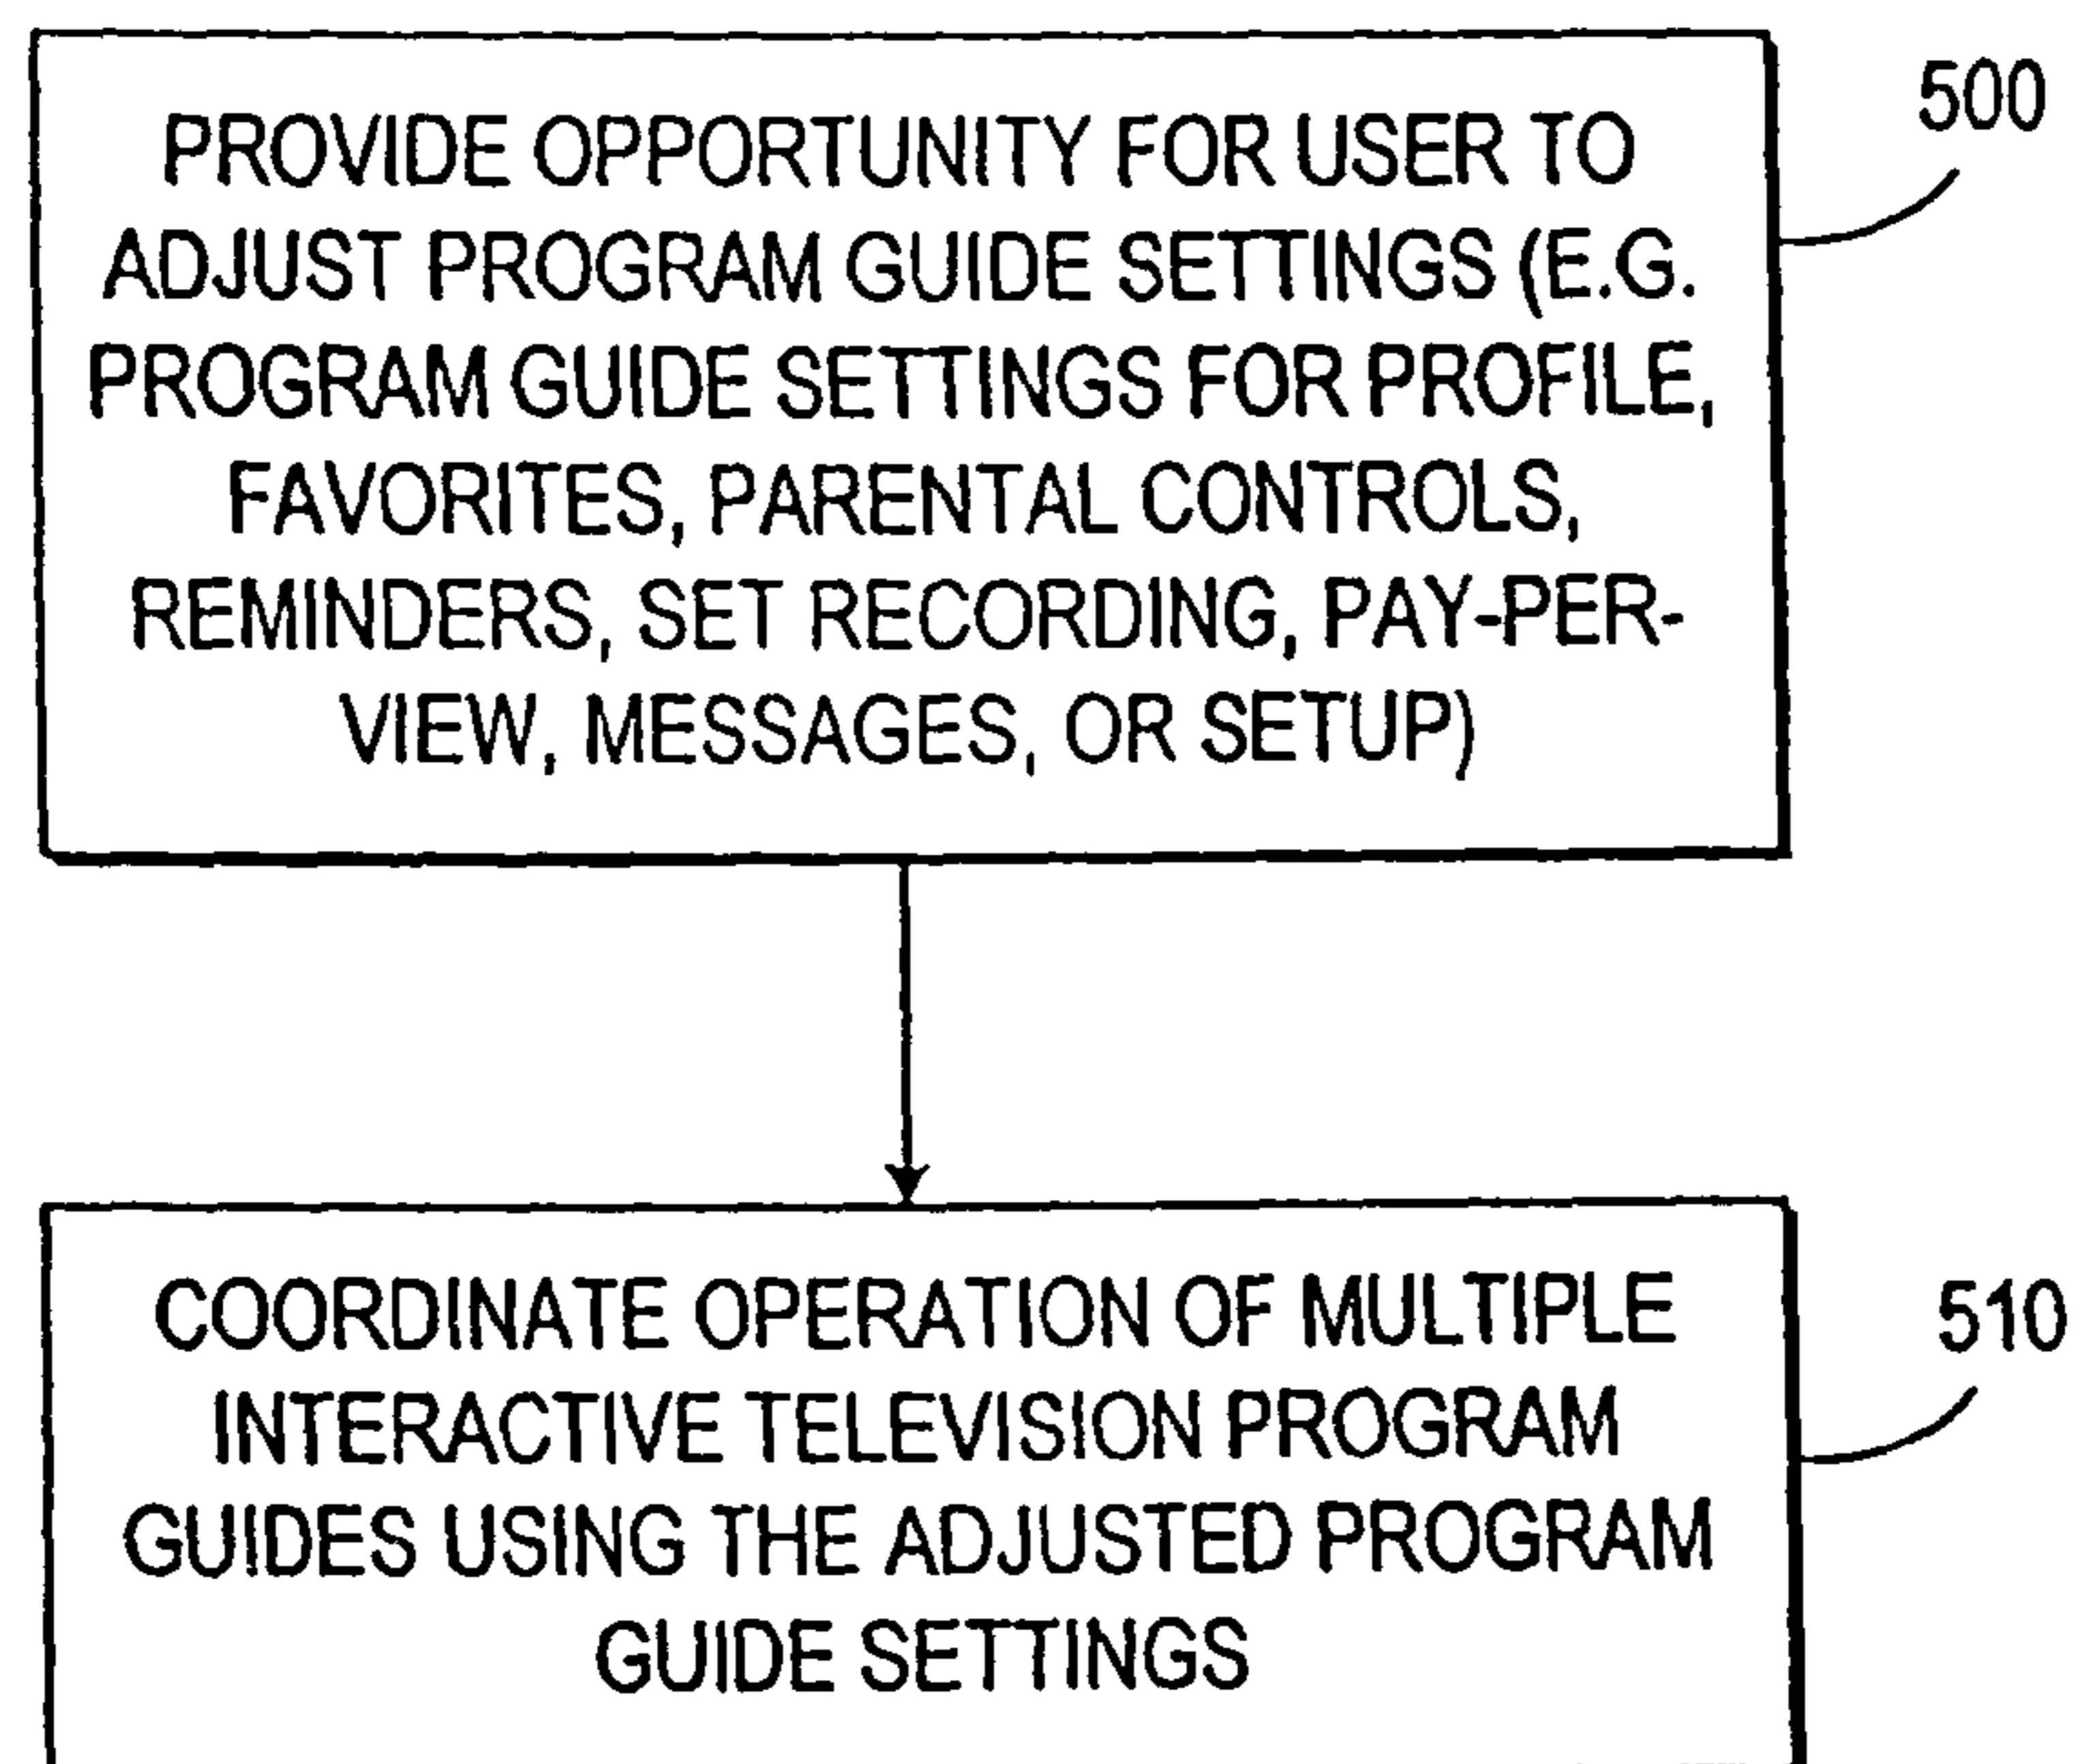 500
PROVIDE OPPORTUNITY FOR USER TO
ADJUST PROGRAM GUIDE SETTINGS (E.G.
PROGRAM GUIDE SETTINGS FOR PROFILE,
FAVORITES, PARENTAL CONTROLS,
REMINDERS, SET RECORDING, PAY-PER-
VIEW, MESSAGES, OR SETUP)
510
COORDINATE OPERATION OF MULTIPLE
INTERACTIVE TELEVISION PROGRAM
GUIDES USING THE ADJUSTED PROGRAM
GUIDE SETTINGS